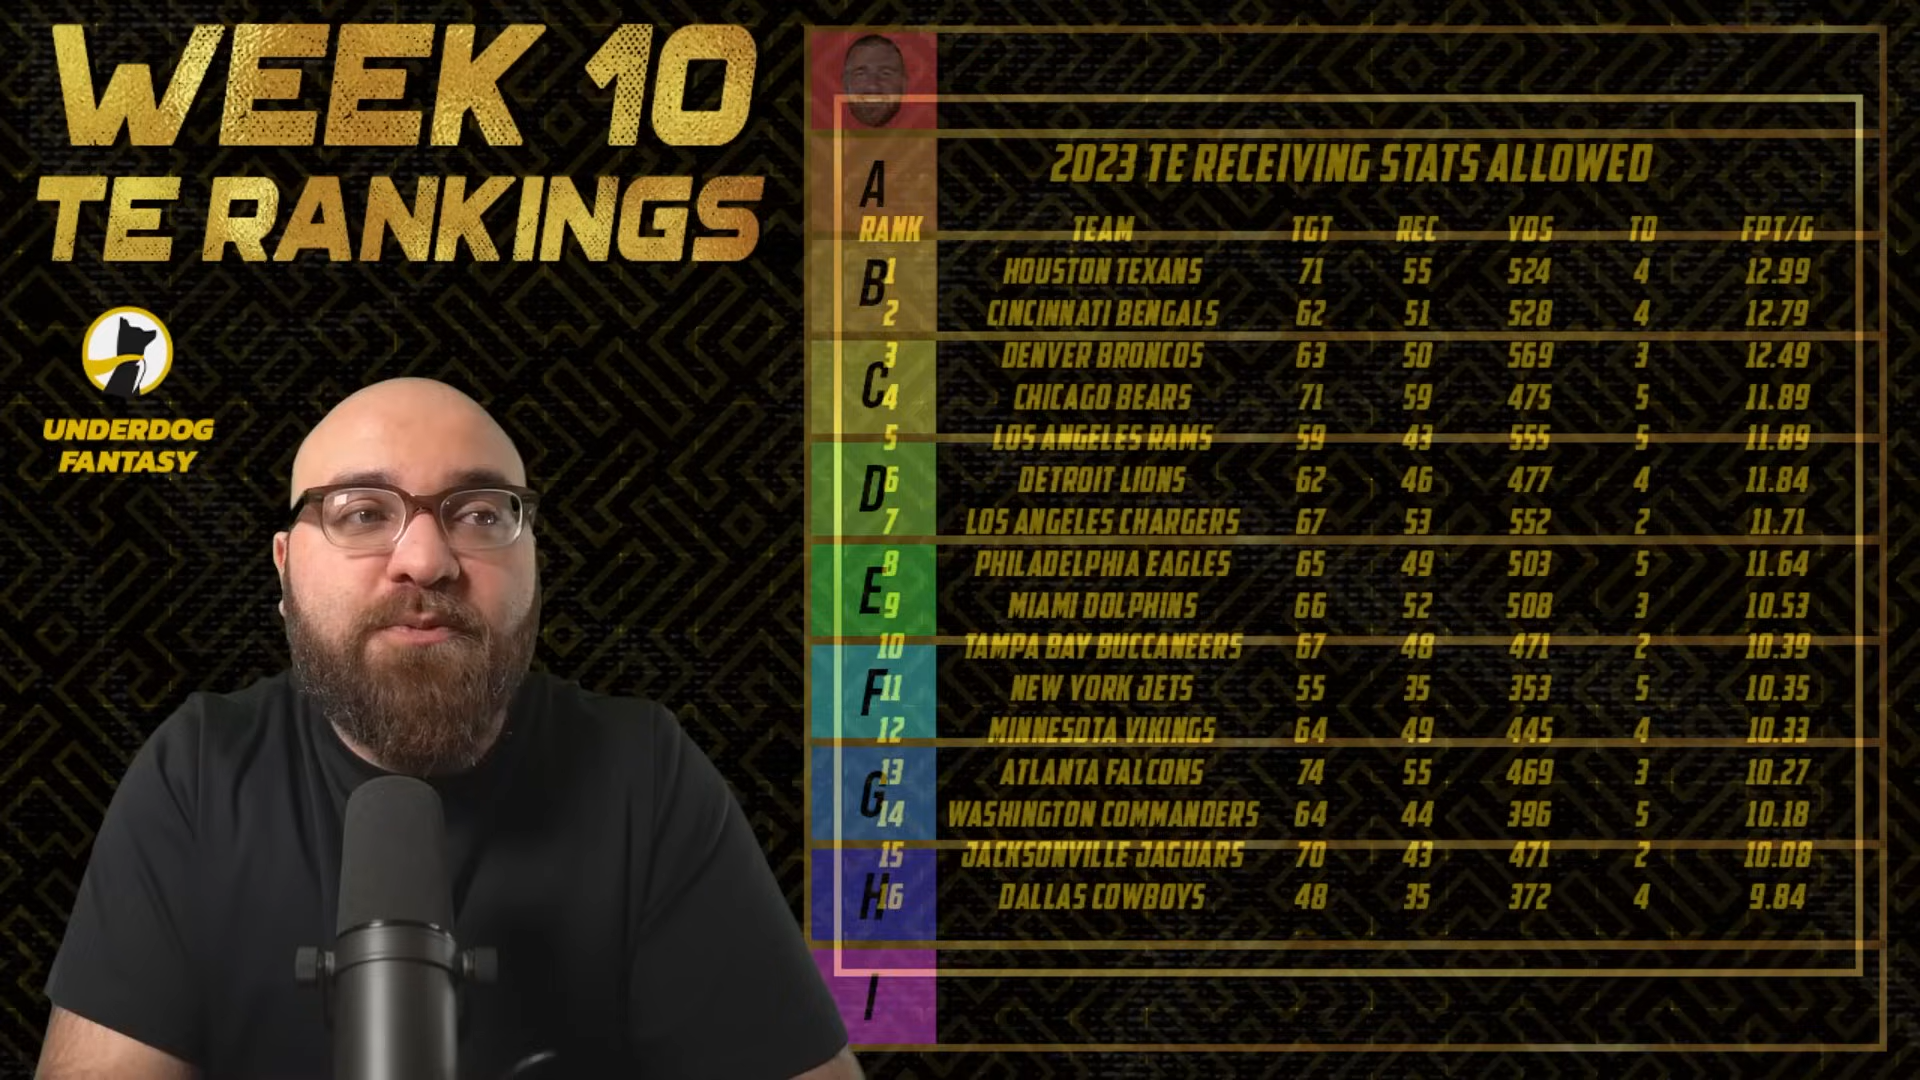 WEEK 10
TE RANKINGS
UNDERDOG
FANTASY
A
B
C
D
E
F
G
H
I
2023 TE RECEIVING STATS ALLOWED
RANK TEAM TGT REC YDS TD FPT/G
1 HOUSTON TEXANS 71 55 524 4 12.99
2 CINCINNATI BENGALS 62 51 528 4 12.79
3 DENVER BRONCOS 63 50 569 3 12.49
4 CHICAGO BEARS 71 59 475 5 11.89
5 LOS ANGELES RAMS 59 43 555 5 11.89
6 DETROIT LIONS 62 46 477 4 11.84
7 LOS ANGELES CHARGERS 67 53 552 2 11.71
8 PHILADELPHIA EAGLES 65 49 503 5 11.64
9 MIAMI DOLPHINS 66 52 508 3 10.53
10 TAMPA BAY BUCCANEERS 67 48 471 2 10.39
11 NEW YORK JETS 55 35 353 5 10.35
12 MINNESOTA VIKINGS 64 49 445 4 10.33
13 ATLANTA FALCONS 74 55 469 3 10.27
14 WASHINGTON COMMANDERS 64 44 396 5 10.18
15 JACKSONVILLE JAGUARS 70 43 471 2 10.08
16 DALLAS COWBOYS 48 35 372 4 9.84